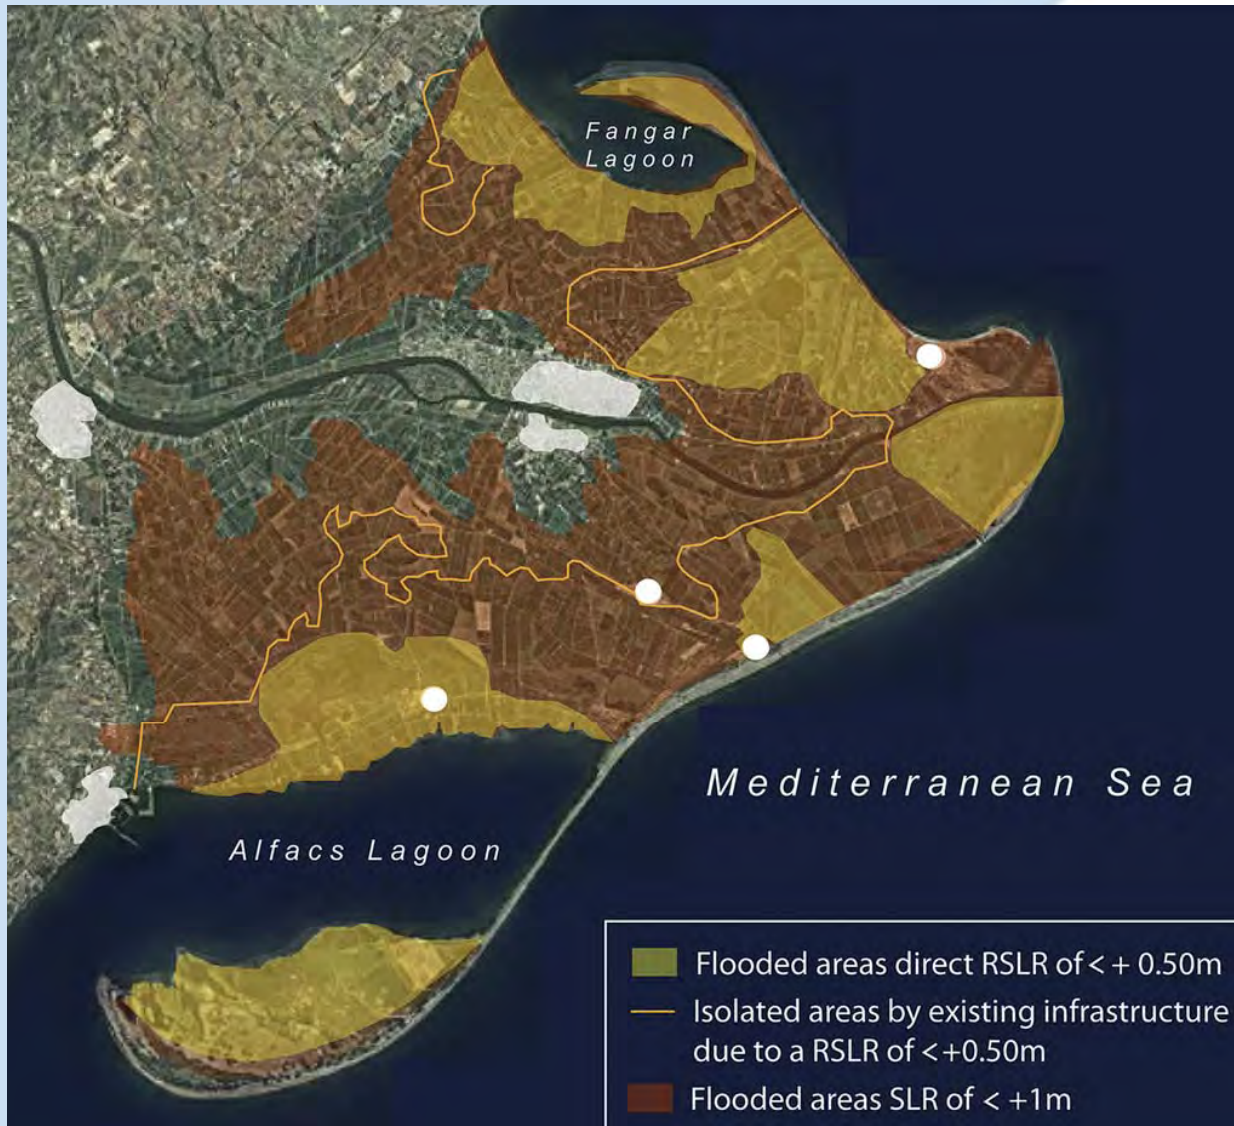 Fangar
Lagoon
Mediterranean Sea
Alfacs Lagoon
Flooded areas direct RSLR of < + 0.50m
Isolated areas by existing infrastructure
due to a RSLR of <+0.50m
Flooded areas SLR of < +1m